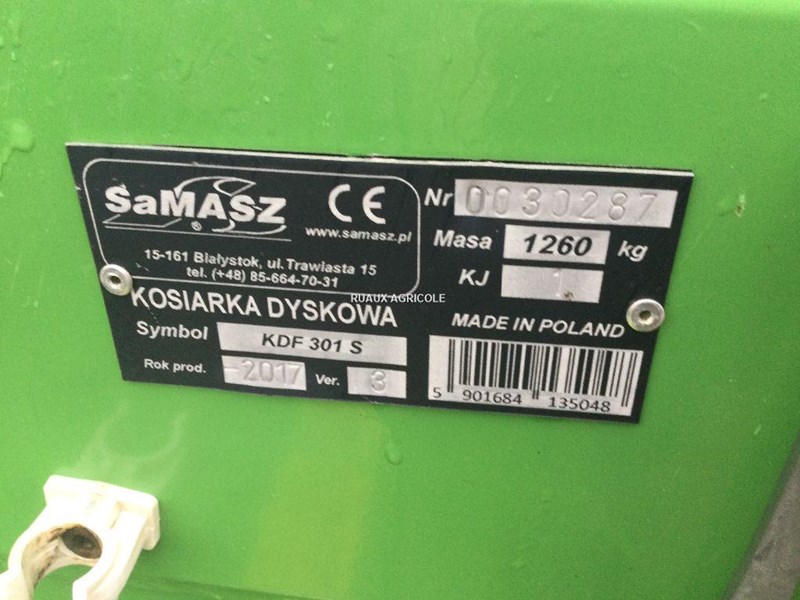 SaMASZ
®
CE
www.samasz.pl
15-161 Białystok, ul. Trawiasta 15
tel. (+48) 85-664-70-31
Nr 0030287
Masa 1260 kg
KJ 1
KOSIARKA DYSKOWA
RUAUX AGRICOLE
MADE IN POLAND
Symbol KDF 301 S
Rok prod. -2017 Ver. 3
5 901684 135048